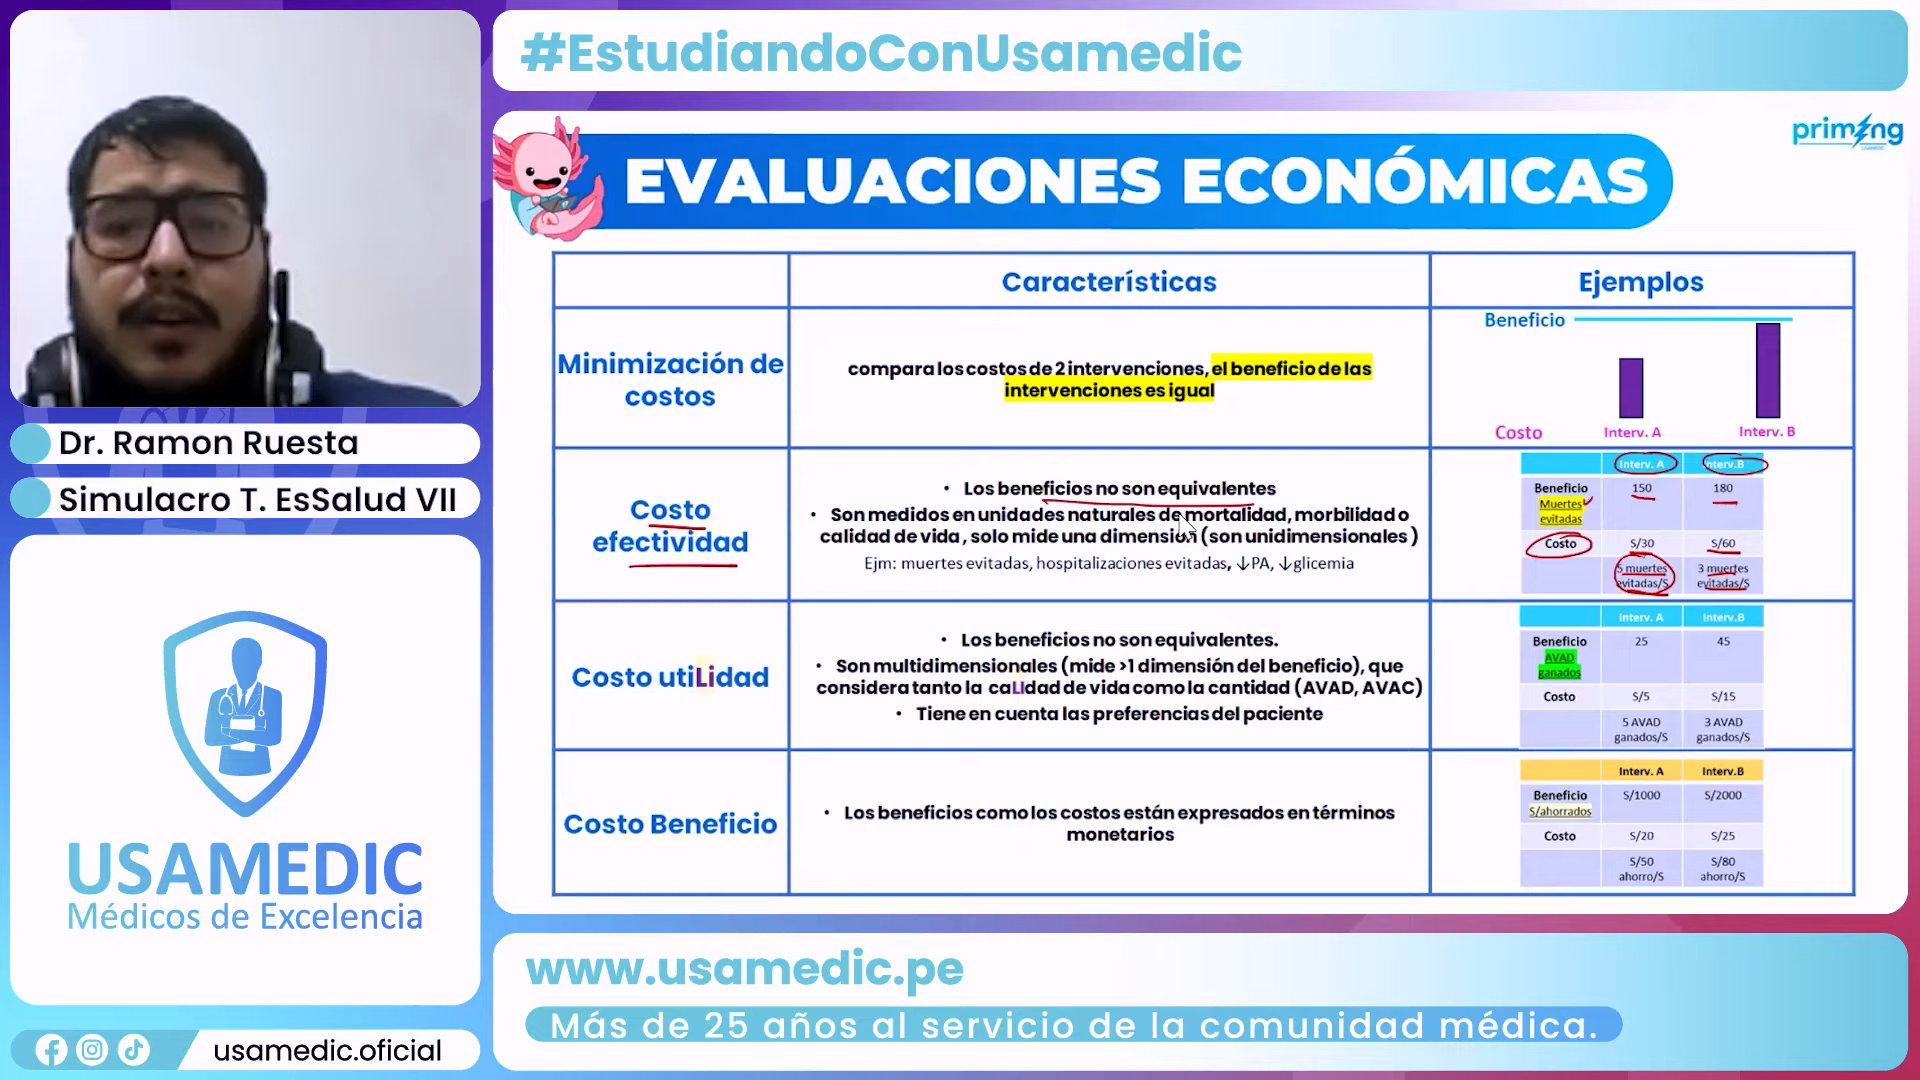 #EstudiandoConUsamedic
priming
USAMEDIC
EVALUACIONES ECONÓMICAS
Características
Ejemplos
Minimización de
costos
compara los costos de 2 intervenciones, el beneficio de las
intervenciones es igual
Beneficio
Costo
Interv. A
Interv. B
Costo
efectividad
• Los beneficios no son equivalentes
• Son medidos en unidades naturales de mortalidad, morbilidad o
calidad de vida , solo mide una dimensión (son unidimensionales )
Ejm: muertes evitadas, hospitalizaciones evitadas, ↓PA, ↓glicemia
Interv. A Interv.B
Beneficio 150 180
Muertes
evitadas
Costo S/30 S/60
5 muertes 3 muertes
evitadas/S evitadas/S
Costo utiLidad
• Los beneficios no son equivalentes.
• Son multidimensionales (mide >1 dimensión del beneficio), que
considera tanto la caLIdad de vida como la cantidad (AVAD, AVAC)
• Tiene en cuenta las preferencias del paciente
Interv. A Interv.B
Beneficio 25 45
AVAD
ganados
Costo S/5 S/15
5 AVAD 3 AVAD
ganados/S ganados/S
Costo Beneficio
• Los beneficios como los costos están expresados en términos
monetarios
Interv. A Interv.B
Beneficio S/1000 S/2000
S/ahorrados
Costo S/20 S/25
S/50 S/80
ahorro/S ahorro/S
Dr. Ramon Ruesta
Simulacro T. EsSalud VII
USAMEDIC
Médicos de Excelencia
usamedic.oficial
www.usamedic.pe
Más de 25 años al servicio de la comunidad médica.